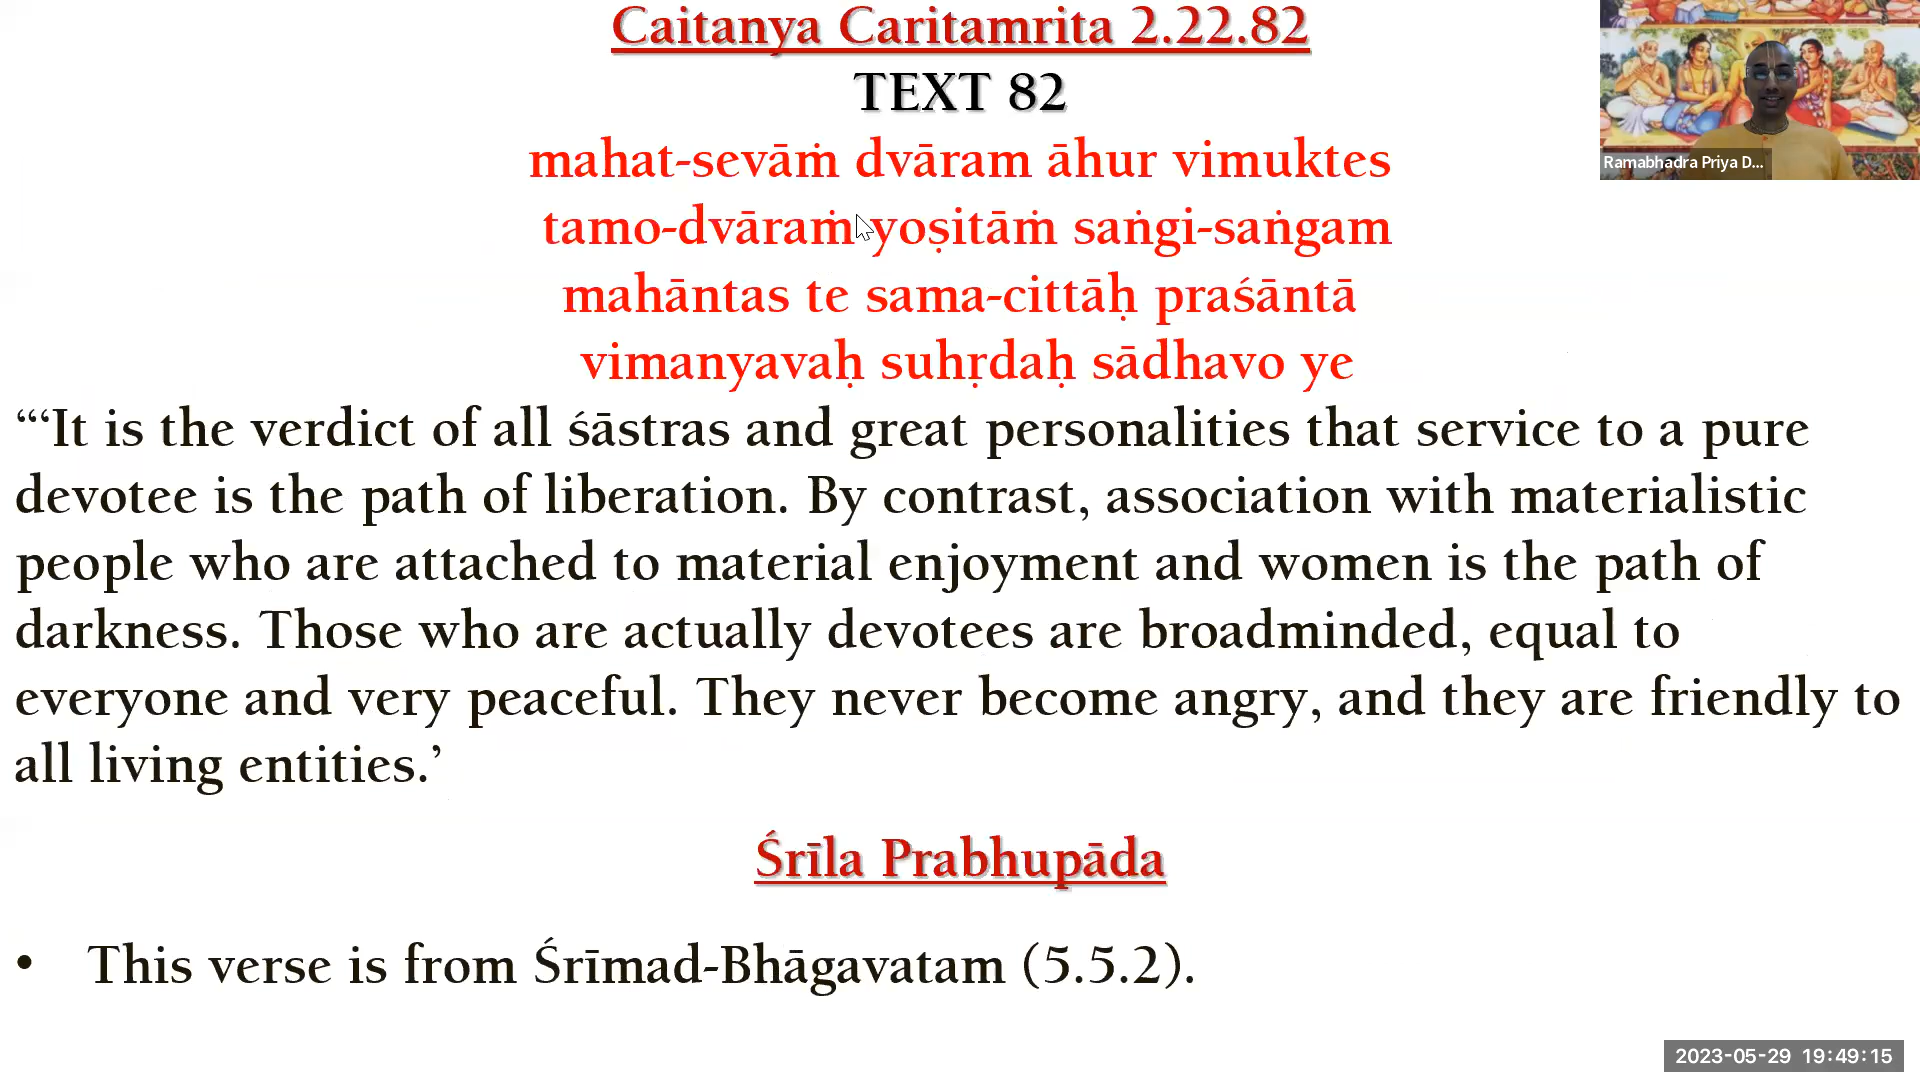 Caitanya Caritamrita 2.22.82
TEXT 82
mahat-sevāṁ dvāram āhur vimuktes
tamo-dvāraṁ yoṣitāṁ saṅgi-saṅgam
mahāntas te sama-cittāḥ praśāntā
vimanyavaḥ suhṛdaḥ sādhavo ye
“‘It is the verdict of all śāstras and great personalities that service to a pure
devotee is the path of liberation. By contrast, association with materialistic
people who are attached to material enjoyment and women is the path of
darkness. Those who are actually devotees are broadminded, equal to
everyone and very peaceful. They never become angry, and they are friendly to
all living entities.’
Śrīla Prabhupāda
• This verse is from Śrīmad-Bhāgavatam (5.5.2).
Ramabhadra Priya D...
2023-05-29 19:49:15